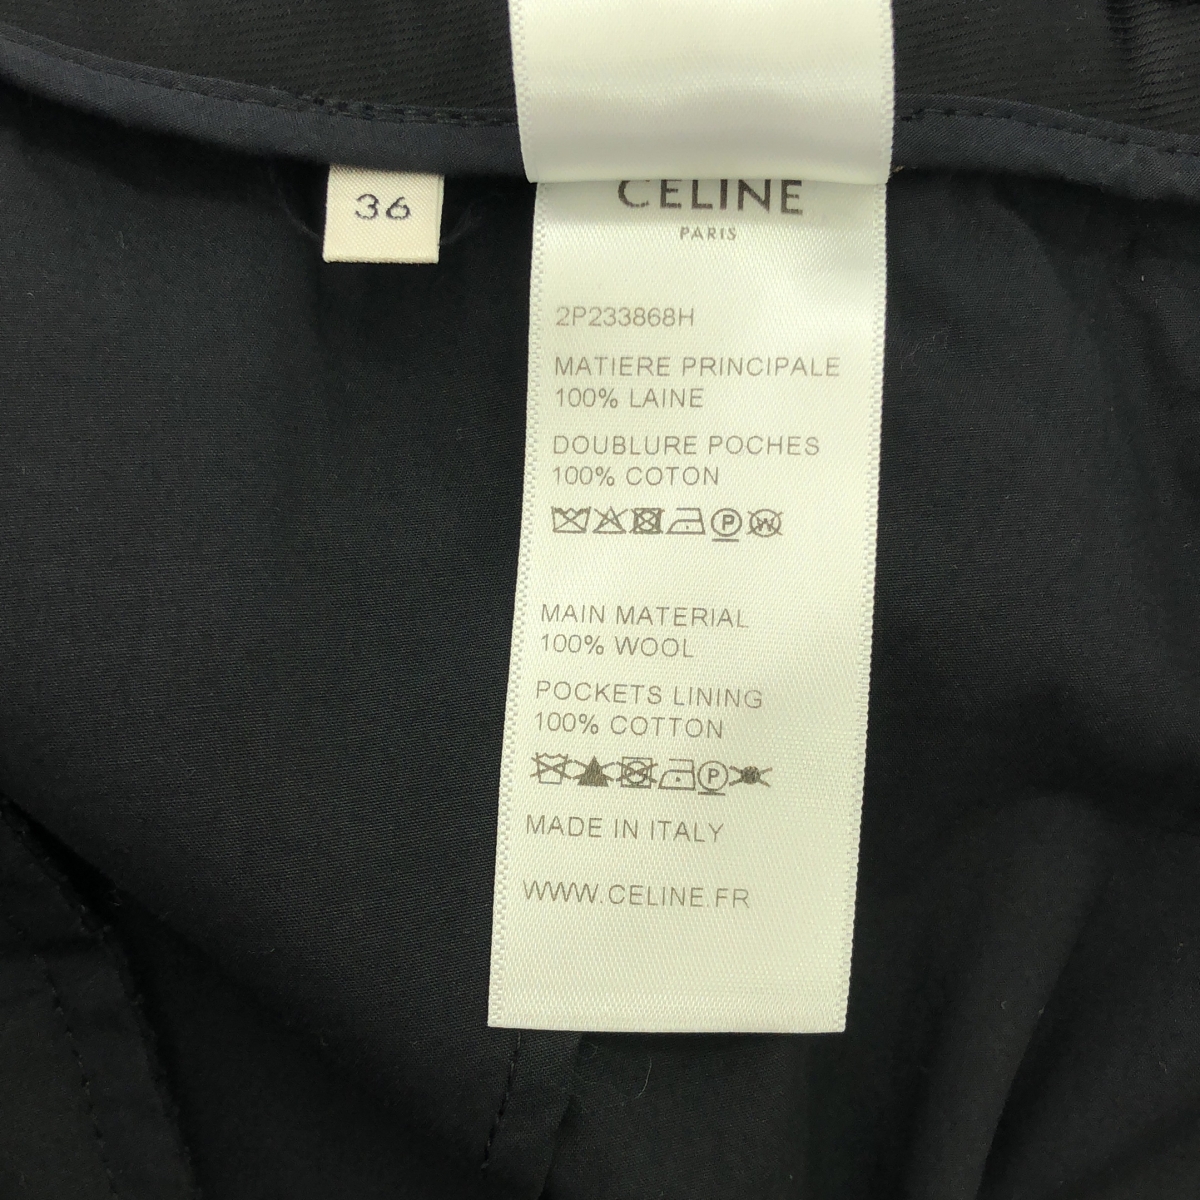 36
CELINE
PARIS
2P233868H
MATIERE PRINCIPALE
100% LAINE
DOUBLURE POCHES
100% COTON
P W
MAIN MATERIAL
100% WOOL
POCKETS LINING
100% COTTON
P
MADE IN ITALY
WWW.CELINE.FR